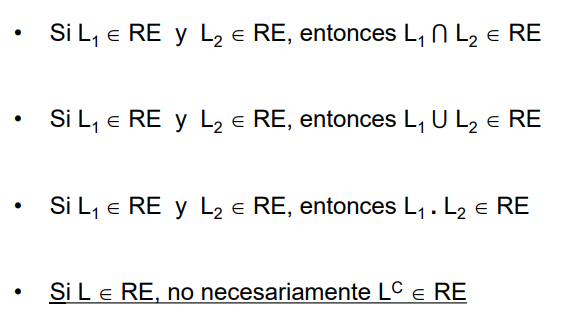 • Si L₁ ∈ RE y L₂ ∈ RE, entonces L₁ ⋂ L₂ ∈ RE
• Si L₁ ∈ RE y L₂ ∈ RE, entonces L₁ ⋃ L₂ ∈ RE
• Si L₁ ∈ RE y L₂ ∈ RE, entonces L₁ . L₂ ∈ RE
• Si L ∈ RE, no necesariamente Lᶜ ∈ RE